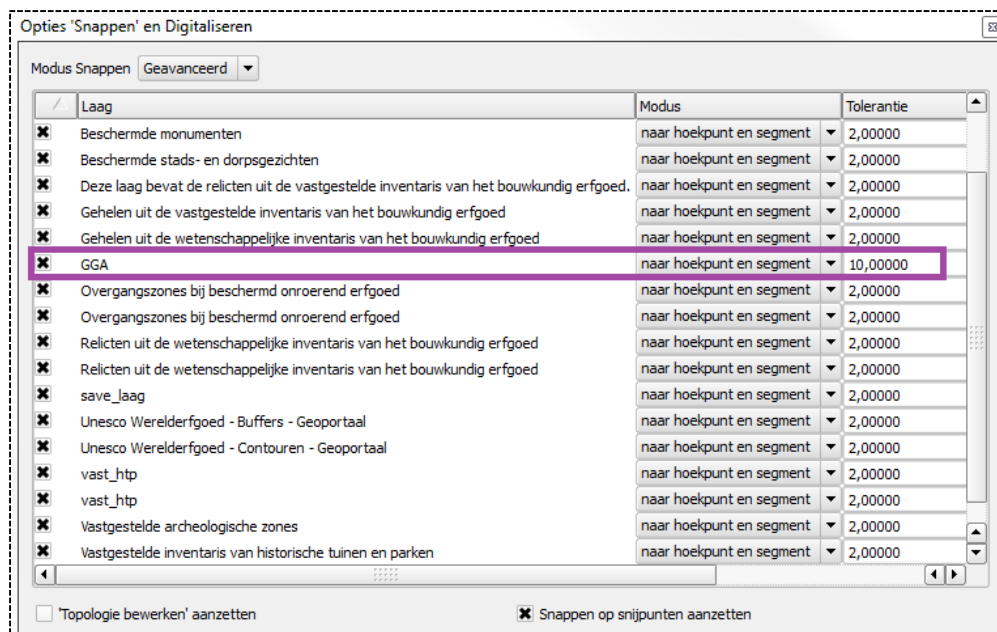 Opties 'Snappen' en Digitaliseren
Modus Snappen Geavanceerd
Laag Modus Tolerantie
Beschermde monumenten naar hoekpunt en segment 2,00000
Beschermde stads- en dorpsgezichten naar hoekpunt en segment 2,00000
Deze laag bevat de relicten uit de vastgestelde inventaris van het bouwkundig erfgoed. naar hoekpunt en segment 2,00000
Gehelen uit de vastgestelde inventaris van het bouwkundig erfgoed naar hoekpunt en segment 2,00000
Gehelen uit de wetenschappelijke inventaris van het bouwkundig erfgoed naar hoekpunt en segment 2,00000
GGA naar hoekpunt en segment 10,00000
Overgangszones bij beschermd onroerend erfgoed naar hoekpunt en segment 2,00000
Overgangszones bij beschermd onroerend erfgoed naar hoekpunt en segment 2,00000
Relicten uit de wetenschappelijke inventaris van het bouwkundig erfgoed naar hoekpunt en segment 2,00000
Relicten uit de wetenschappelijke inventaris van het bouwkundig erfgoed naar hoekpunt en segment 2,00000
save_laag naar hoekpunt en segment 2,00000
Unesco Werelderfgoed - Buffers - Geoportaal naar hoekpunt en segment 2,00000
Unesco Werelderfgoed - Contouren - Geoportaal naar hoekpunt en segment 2,00000
vast_htp naar hoekpunt en segment 2,00000
vast_htp naar hoekpunt en segment 2,00000
Vastgestelde archeologische zones naar hoekpunt en segment 2,00000
Vastgestelde inventaris van historische tuinen en parken naar hoekpunt en segment 2,00000
'Topologie bewerken' aanzetten Snappen op snijpunten aanzetten